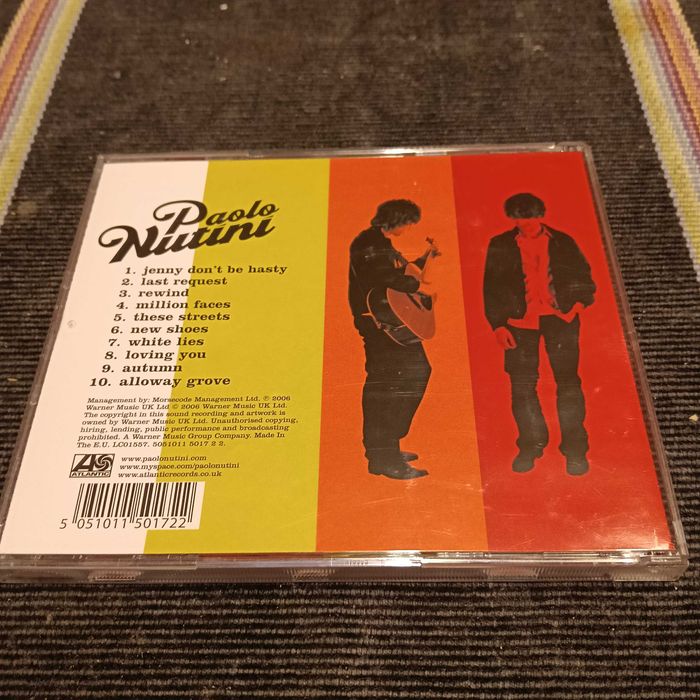 Paolo
Nutini
1. jenny don't be hasty
2. last request
3. rewind
4. million faces
5. these streets
6. new shoes
7. white lies
8. loving you
9. autumn
10. alloway grove
Management by: Morsecode Management Ltd. ℗ 2006
Warner Music UK Ltd © 2006 Warner Music UK Ltd.
The copyright in this sound recording and artwork is
owned by Warner Music UK Ltd. Unauthorised copying,
hiring, lending, public performance and broadcasting
prohibited. A Warner Music Group Company. Made In
The E.U. LC01557. 5051011 5017 2 2.
ATLANTIC
www.paolonutini.com
www.myspace.com/paolonutini
www.atlanticrecords.co.uk
5 051011 501722